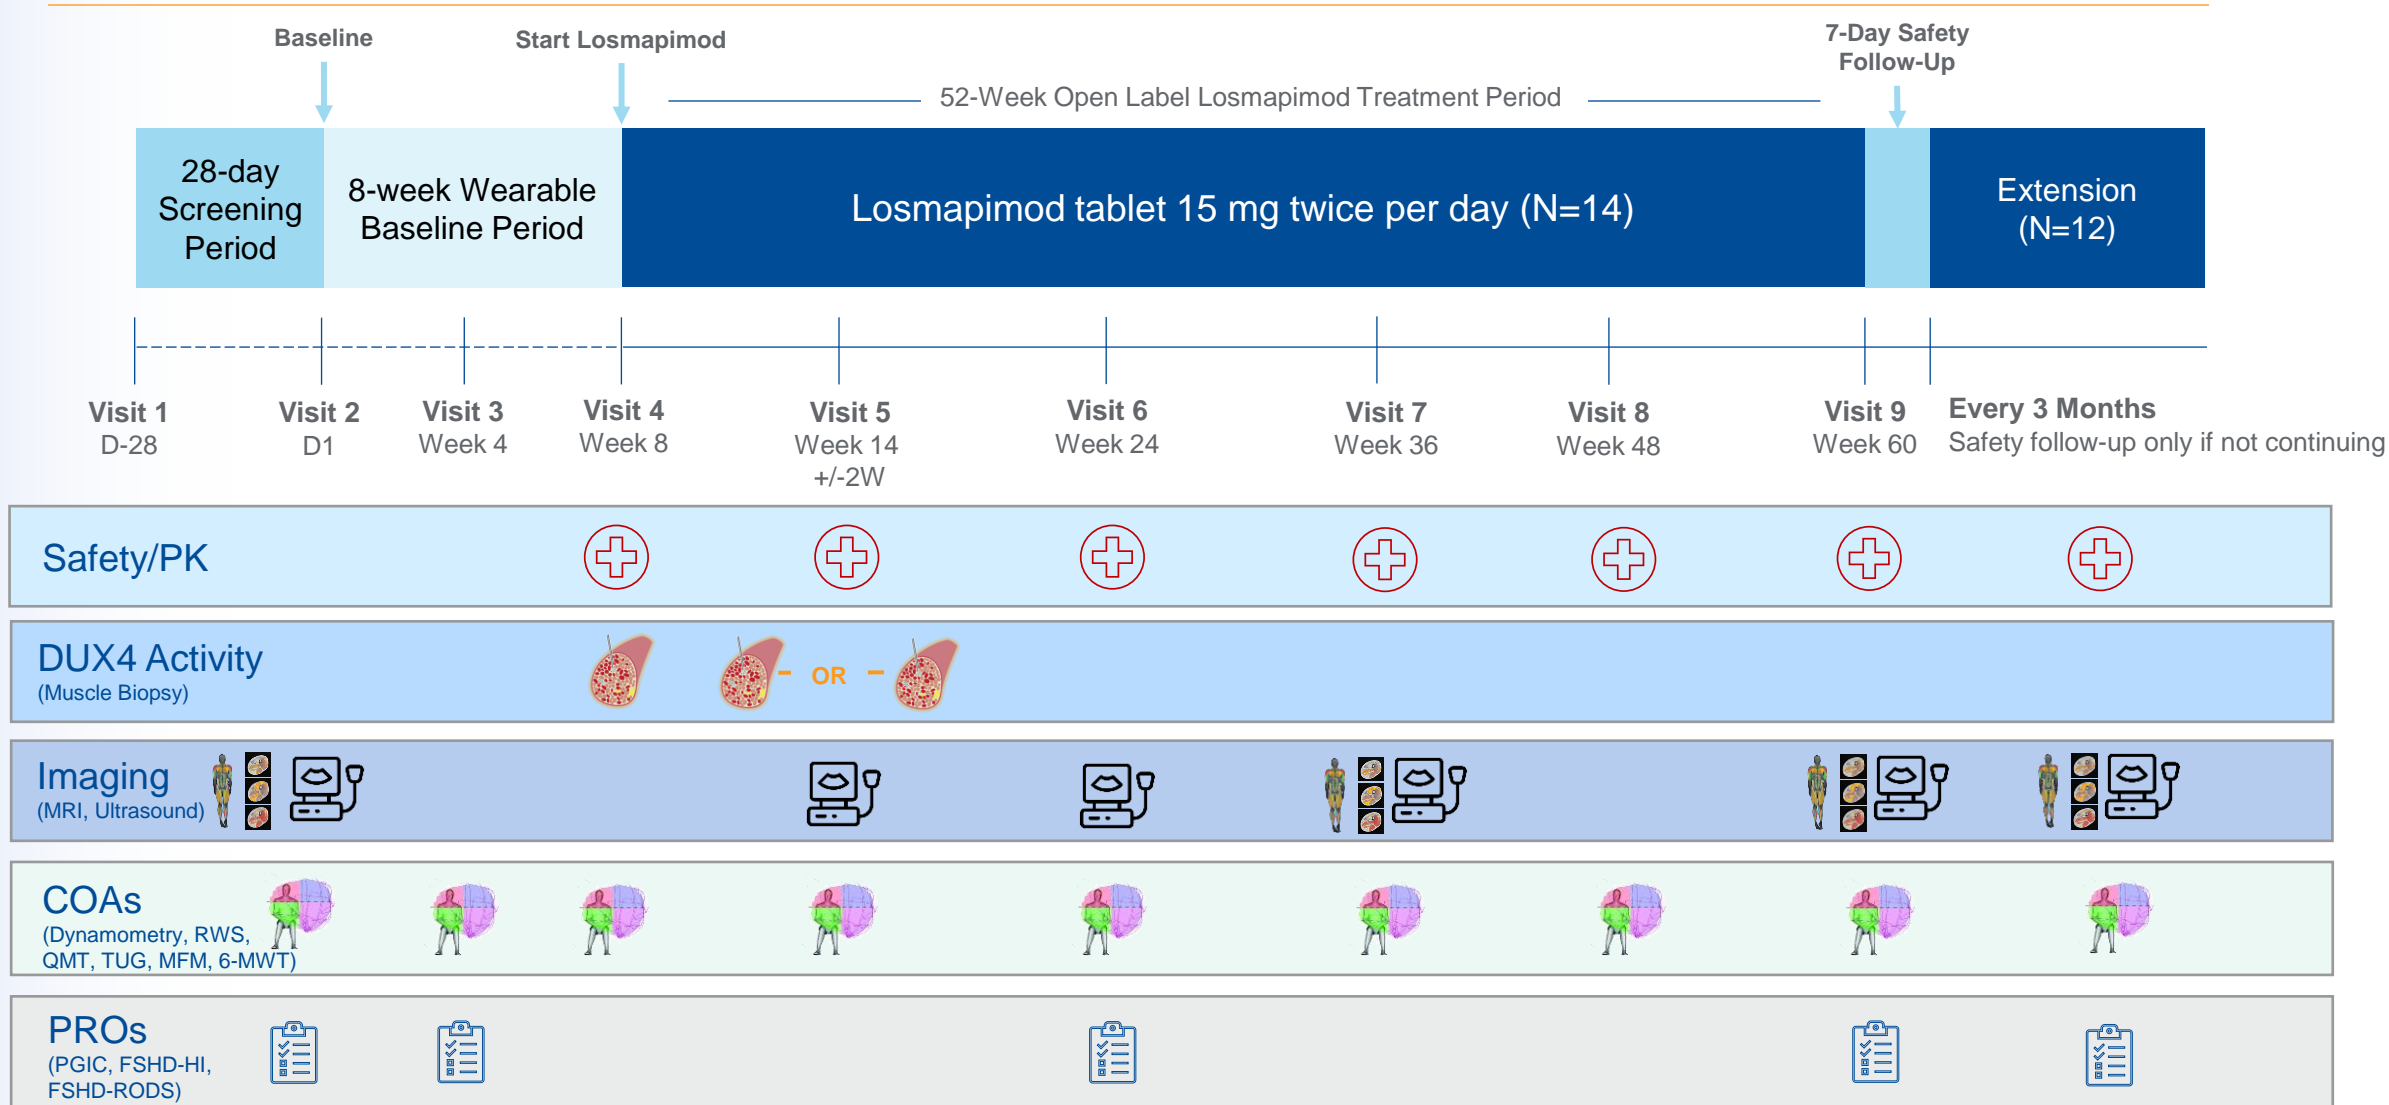 Baseline
Start Losmapimod
7-Day Safety
Follow-Up
52-Week Open Label Losmapimod Treatment Period
28-day
Screening
Period
8-week Wearable
Baseline Period
Losmapimod tablet 15 mg twice per day (N=14)
Extension
(N=12)
Visit 1
D-28
Visit 2
D1
Visit 3
Week 4
Visit 4
Week 8
Visit 5
Week 14
+/-2W
Visit 6
Week 24
Visit 7
Week 36
Visit 8
Week 48
Visit 9
Week 60
Every 3 Months
Safety follow-up only if not continuing
Safety/PK
DUX4 Activity
(Muscle Biopsy)
- OR -
Imaging
(MRI, Ultrasound)
COAs
(Dynamometry, RWS,
QMT, TUG, MFM, 6-MWT)
PROs
(PGIC, FSHD-HI,
FSHD-RODS)